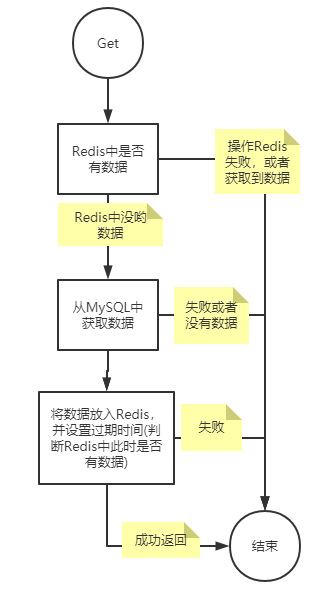 Get
Redis中是否
有数据
操作Redis
失败，或者
获取到数据
Redis中没哟
数据
从MySQL中
获取数据
失败或者
没有数据
将数据放入Redis，
并设置过期时间(判
断Redis中此时是否
有数据)
失败
成功返回
结束